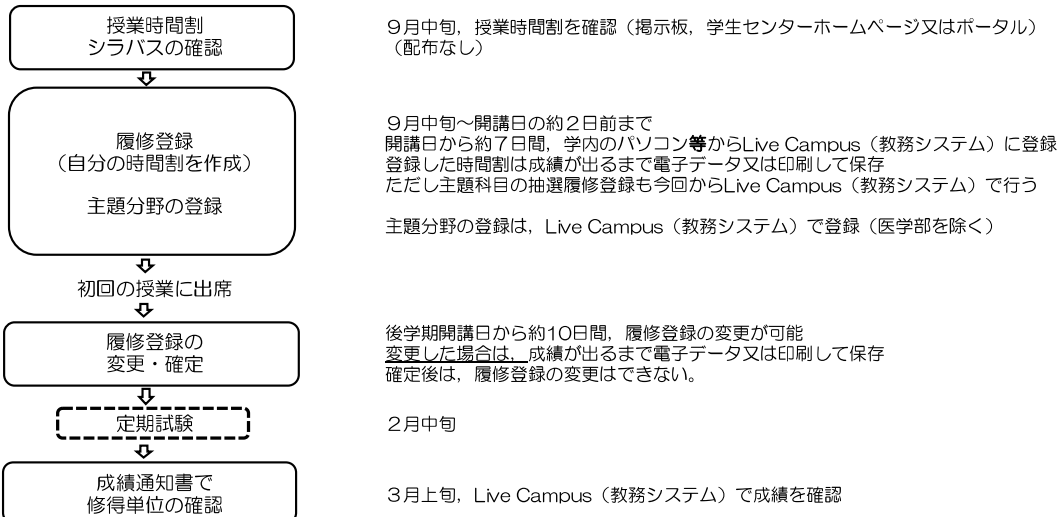 授業時間割
シラバスの確認
９月中旬，授業時間割を確認（掲示板，学生センターホームページ又はポータル）
（配布なし）
履修登録
（自分の時間割を作成）
主題分野の登録
９月中旬～開講日の約２日前まで
開講日から約７日間，学内のパソコン等からLive Campus（教務システム）に登録
登録した時間割は成績が出るまで電子データ又は印刷して保存
ただし主題科目の抽選履修登録も今回からLive Campus（教務システム）で行う
主題分野の登録は，Live Campus（教務システム）で登録（医学部を除く）
初回の授業に出席
履修登録の
変更・確定
後学期開講日から約10日間，履修登録の変更が可能
変更した場合は，成績が出るまで電子データ又は印刷して保存
確定後は，履修登録の変更はできない。
定期試験
２月中旬
成績通知書で
修得単位の確認
３月上旬，Live Campus（教務システム）で成績を確認